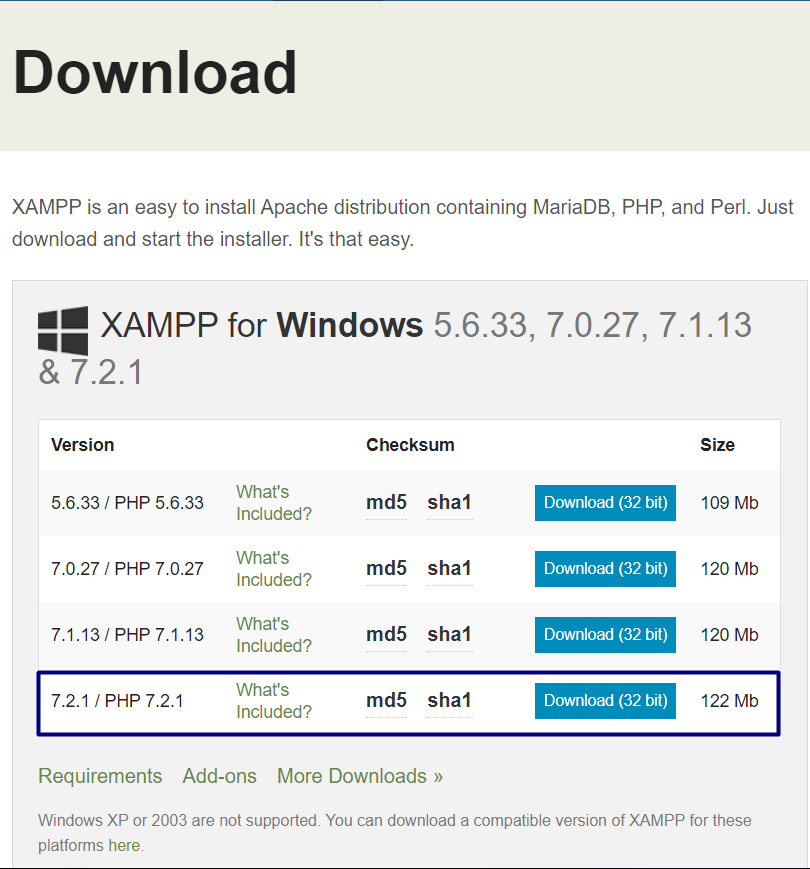 Download
XAMPP is an easy to install Apache distribution containing MariaDB, PHP, and Perl. Just
download and start the installer. It's that easy.
XAMPP for Windows 5.6.33, 7.0.27, 7.1.13
& 7.2.1
Version Checksum Size
5.6.33 / PHP 5.6.33 What's Included? md5 sha1 Download (32 bit) 109 Mb
7.0.27 / PHP 7.0.27 What's Included? md5 sha1 Download (32 bit) 120 Mb
7.1.13 / PHP 7.1.13 What's Included? md5 sha1 Download (32 bit) 120 Mb
7.2.1 / PHP 7.2.1 What's Included? md5 sha1 Download (32 bit) 122 Mb
Requirements Add-ons More Downloads »
Windows XP or 2003 are not supported. You can download a compatible version of XAMPP for these
platforms here.